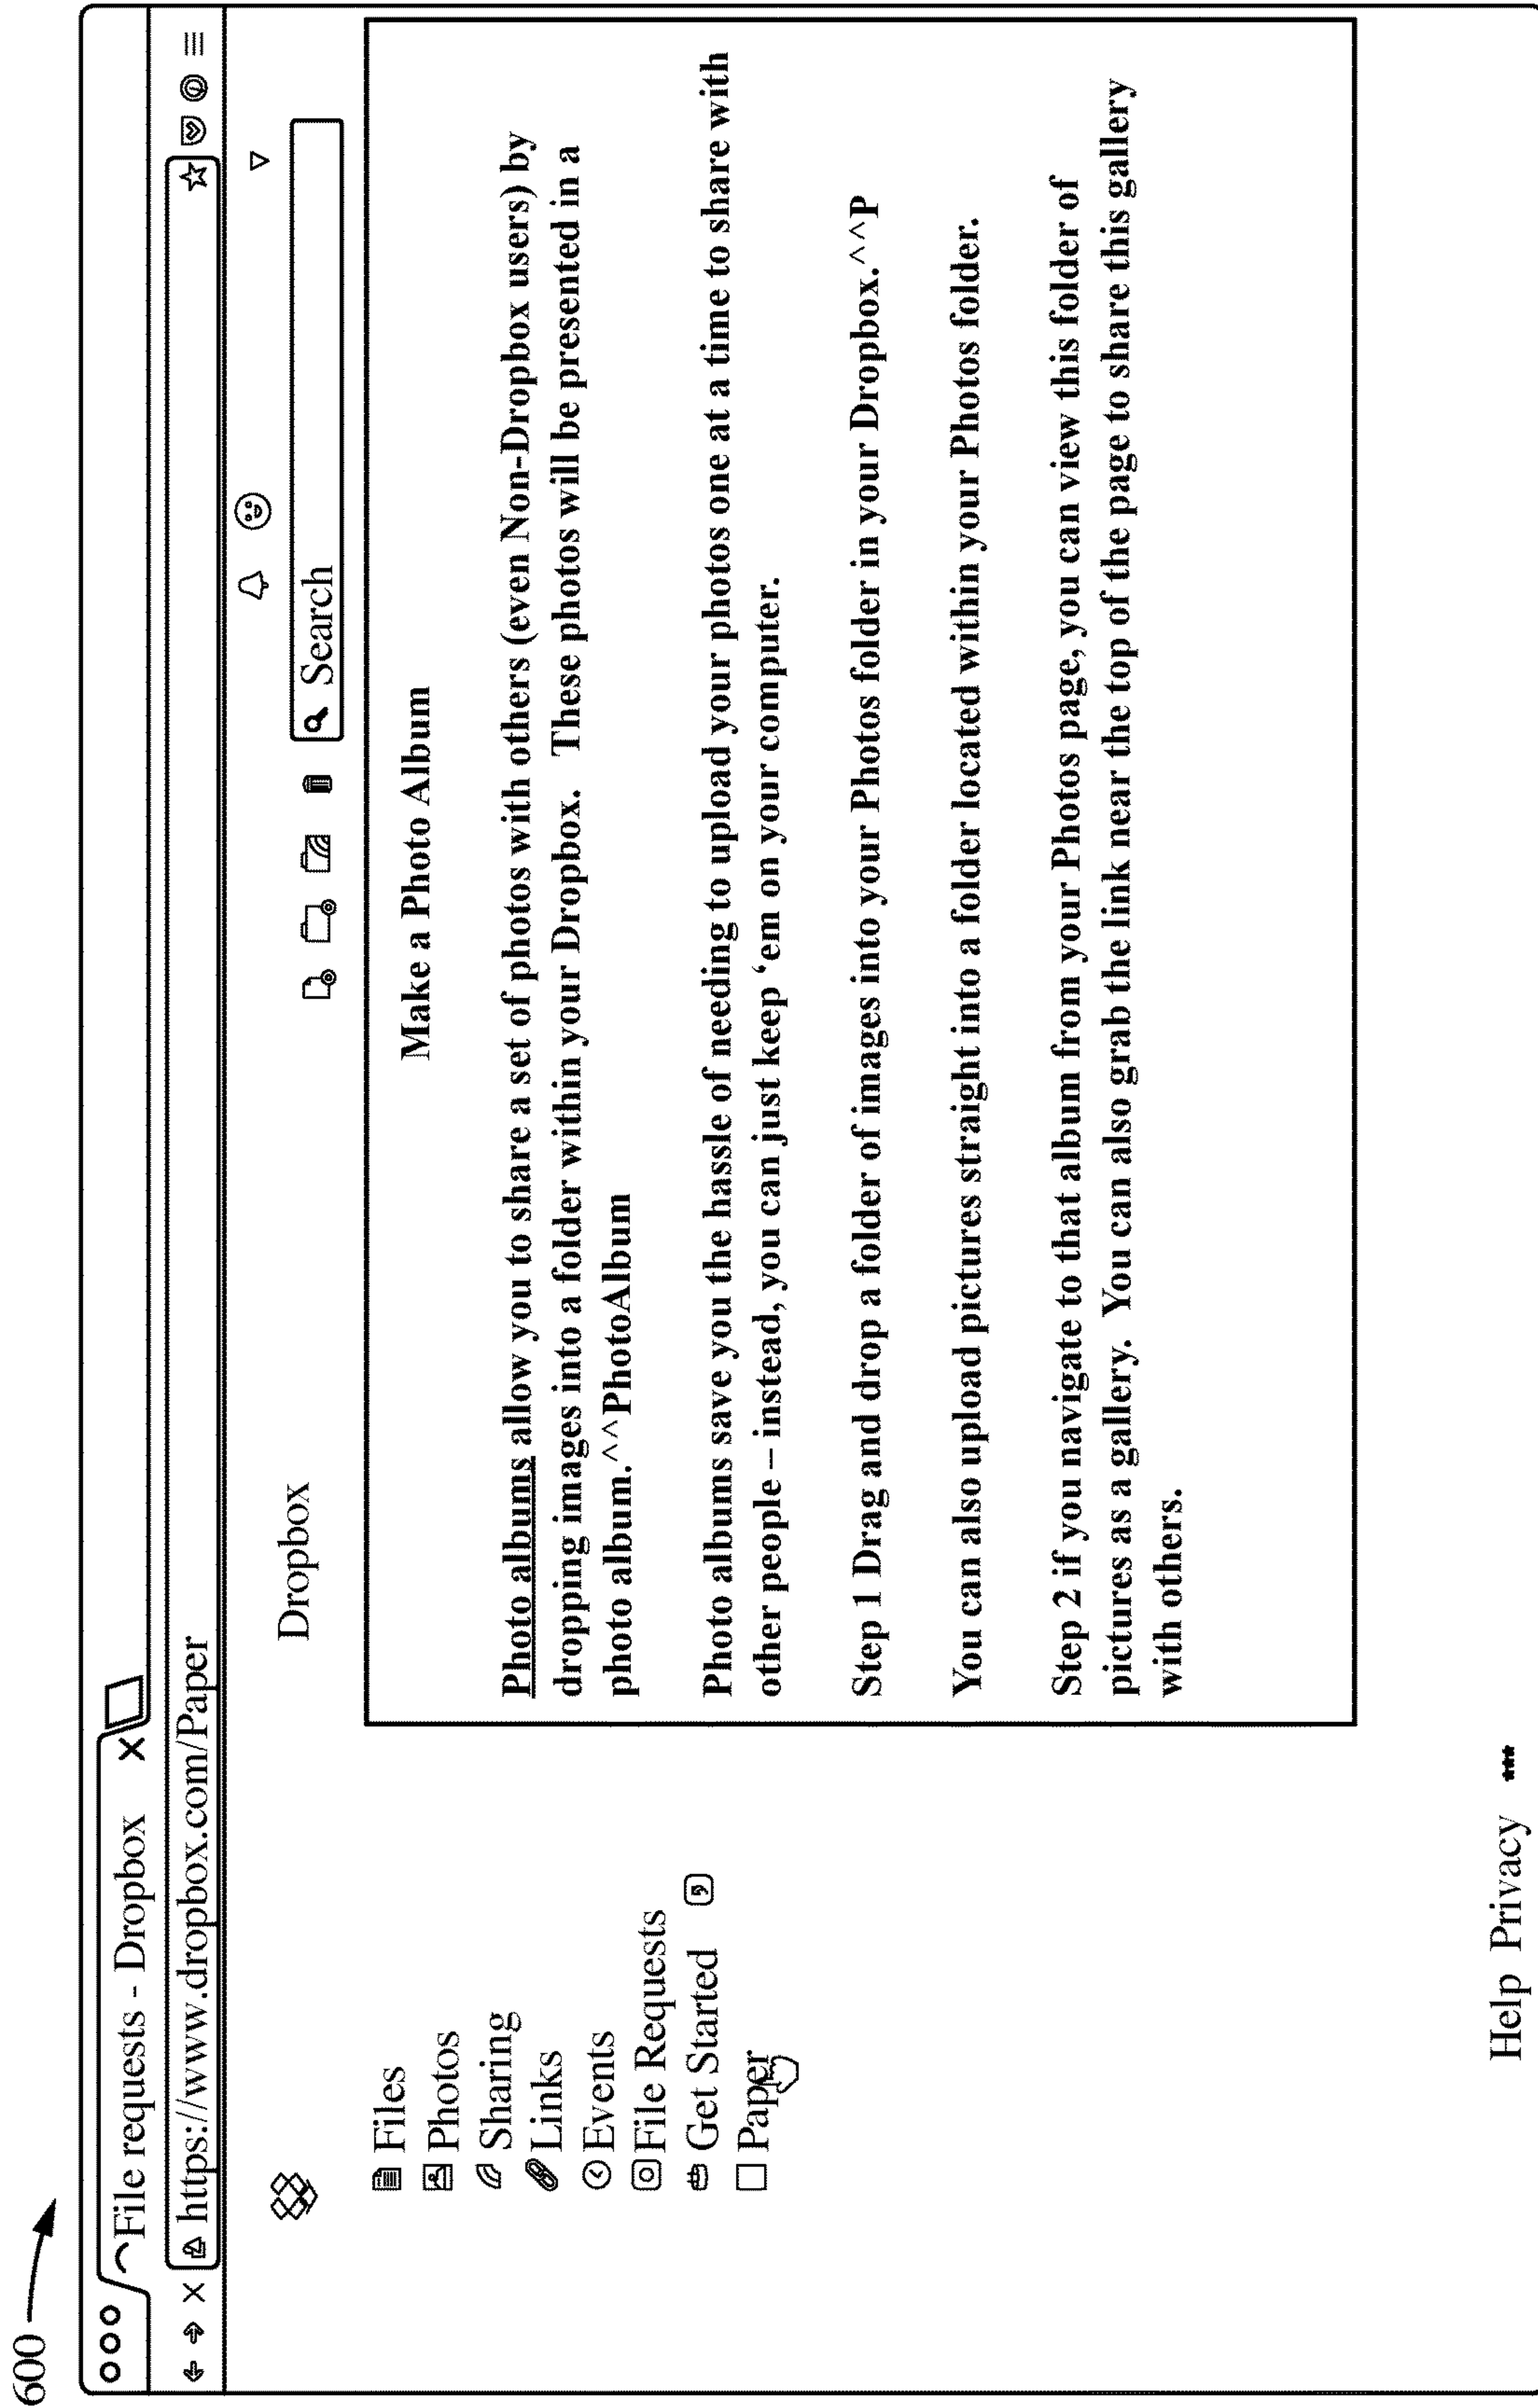 600
File requests - Dropbox X
https://www.dropbox.com/Paper
Dropbox
Search
Files
Photos
Sharing
Links
Events
File Requests
Get Started
Paper
Make a Photo Album
Photo albums allow you to share a set of photos with others (even Non-Dropbox users) by
dropping images into a folder within your Dropbox. These photos will be presented in a
photo album.^^PhotoAlbum
Photo albums save you the hassle of needing to upload your photos one at a time to share with
other people – instead, you can just keep ‘em on your computer.
Step 1 Drag and drop a folder of images into your Photos folder in your Dropbox.^^P
You can also upload pictures straight into a folder located within your Photos folder.
Step 2 if you navigate to that album from your Photos page, you can view this folder of
pictures as a gallery. You can also grab the link near the top of the page to share this gallery
with others.
Help Privacy ***